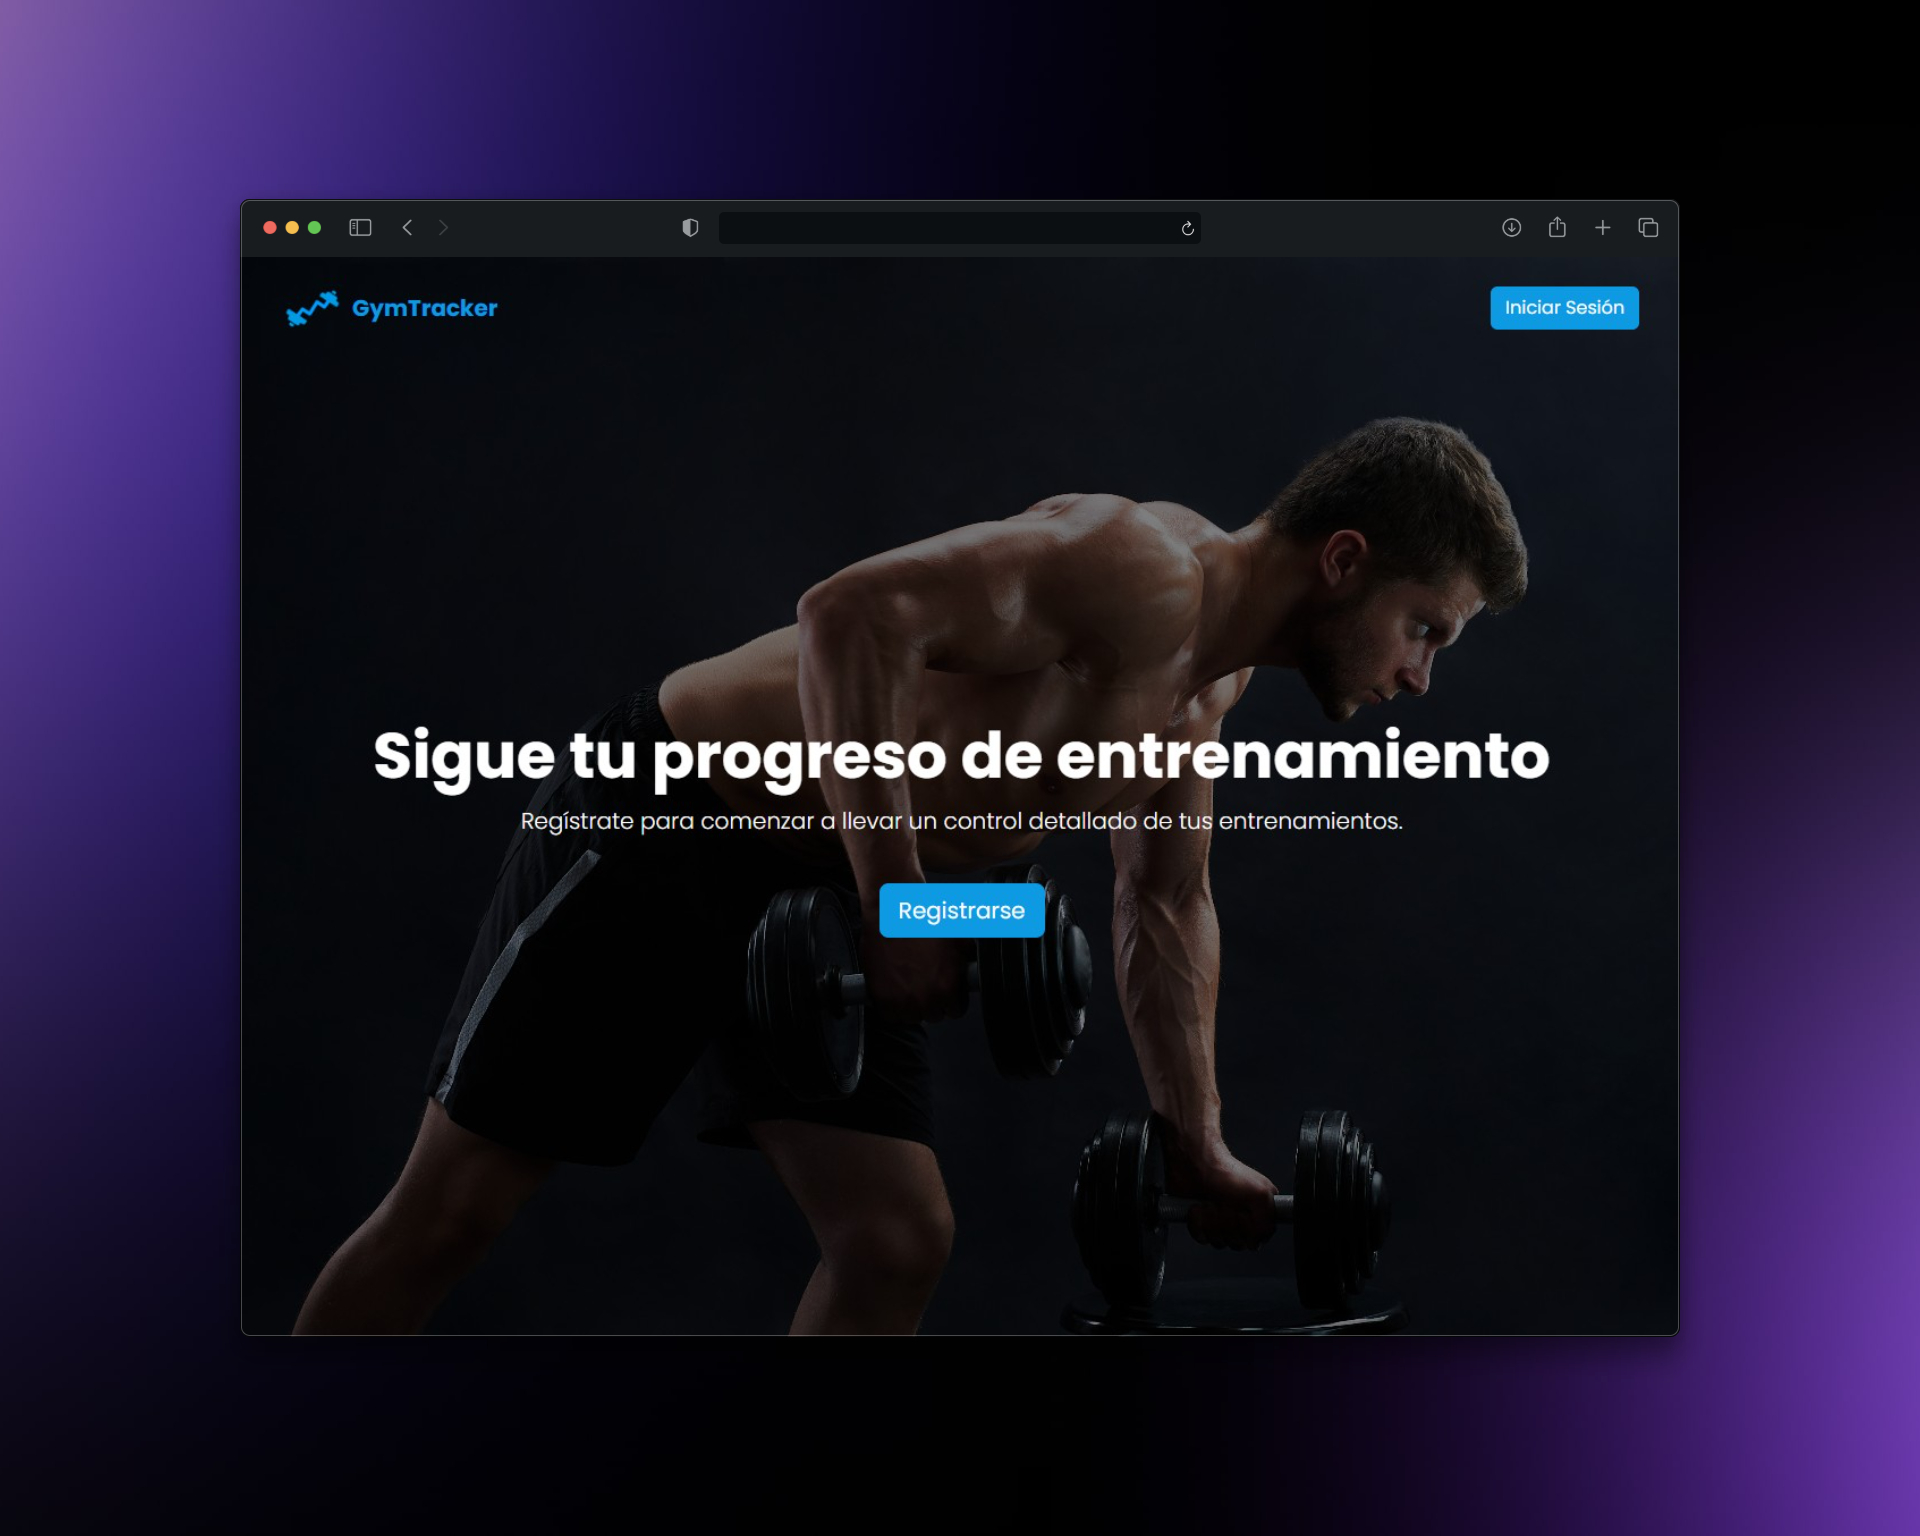 GymTracker
Iniciar Sesión
Sigue tu progreso de entrenamiento
Regístrate para comenzar a llevar un control detallado de tus entrenamientos.
Registrarse